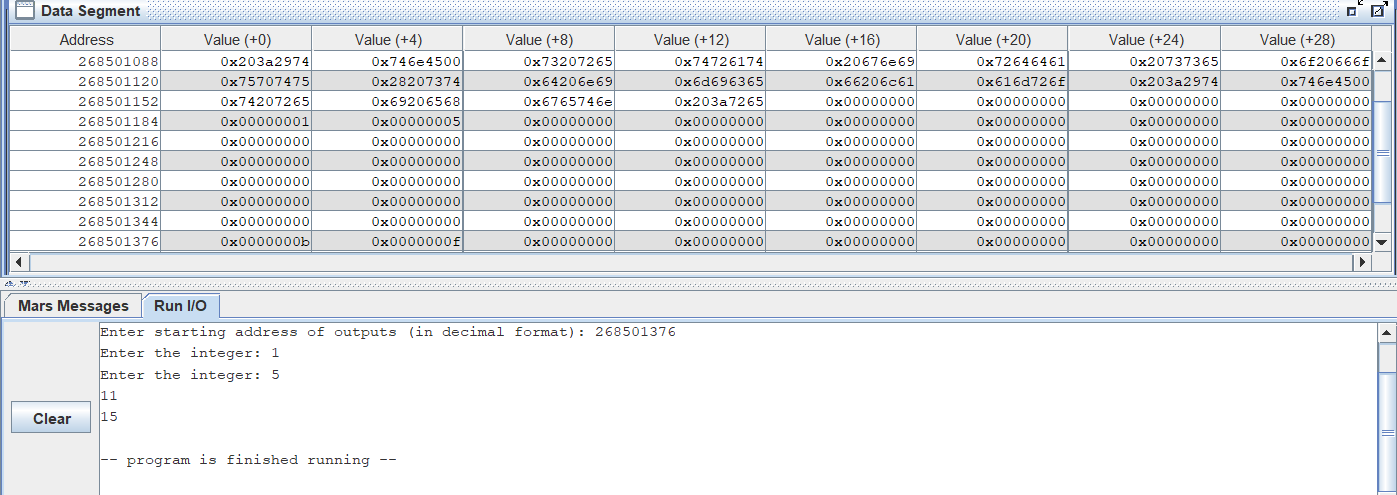 Data Segment
Address Value (+0) Value (+4) Value (+8) Value (+12) Value (+16) Value (+20) Value (+24) Value (+28)
268501088 0x203a2974 0x746e4500 0x73207265 0x74726174 0x20676e69 0x72646461 0x20737365 0x6f20666f
268501120 0x75707475 0x28207374 0x64206e69 0x6d696365 0x66206c61 0x616d726f 0x203a2974 0x746e4500
268501152 0x74207265 0x69206568 0x6765746e 0x203a7265 0x00000000 0x00000000 0x00000000 0x00000000
268501184 0x00000001 0x00000005 0x00000000 0x00000000 0x00000000 0x00000000 0x00000000 0x00000000
268501216 0x00000000 0x00000000 0x00000000 0x00000000 0x00000000 0x00000000 0x00000000 0x00000000
268501248 0x00000000 0x00000000 0x00000000 0x00000000 0x00000000 0x00000000 0x00000000 0x00000000
268501280 0x00000000 0x00000000 0x00000000 0x00000000 0x00000000 0x00000000 0x00000000 0x00000000
268501312 0x00000000 0x00000000 0x00000000 0x00000000 0x00000000 0x00000000 0x00000000 0x00000000
268501344 0x00000000 0x00000000 0x00000000 0x00000000 0x00000000 0x00000000 0x00000000 0x00000000
268501376 0x0000000b 0x0000000f 0x00000000 0x00000000 0x00000000 0x00000000 0x00000000 0x00000000
Mars Messages Run I/O
Enter starting address of outputs (in decimal format): 268501376
Enter the integer: 1
Enter the integer: 5
11
15
Clear
-- program is finished running --